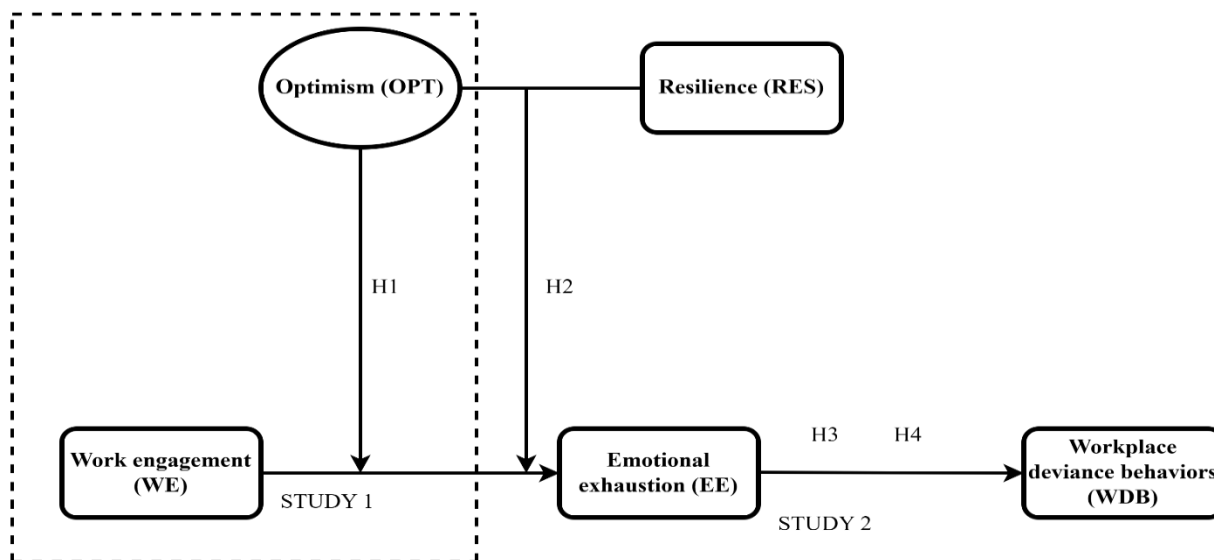 Optimism (OPT)
Resilience (RES)
H1
H2
Work engagement
(WE)
STUDY 1
Emotional
exhaustion (EE)
H3
H4
STUDY 2
Workplace
deviance behaviors
(WDB)